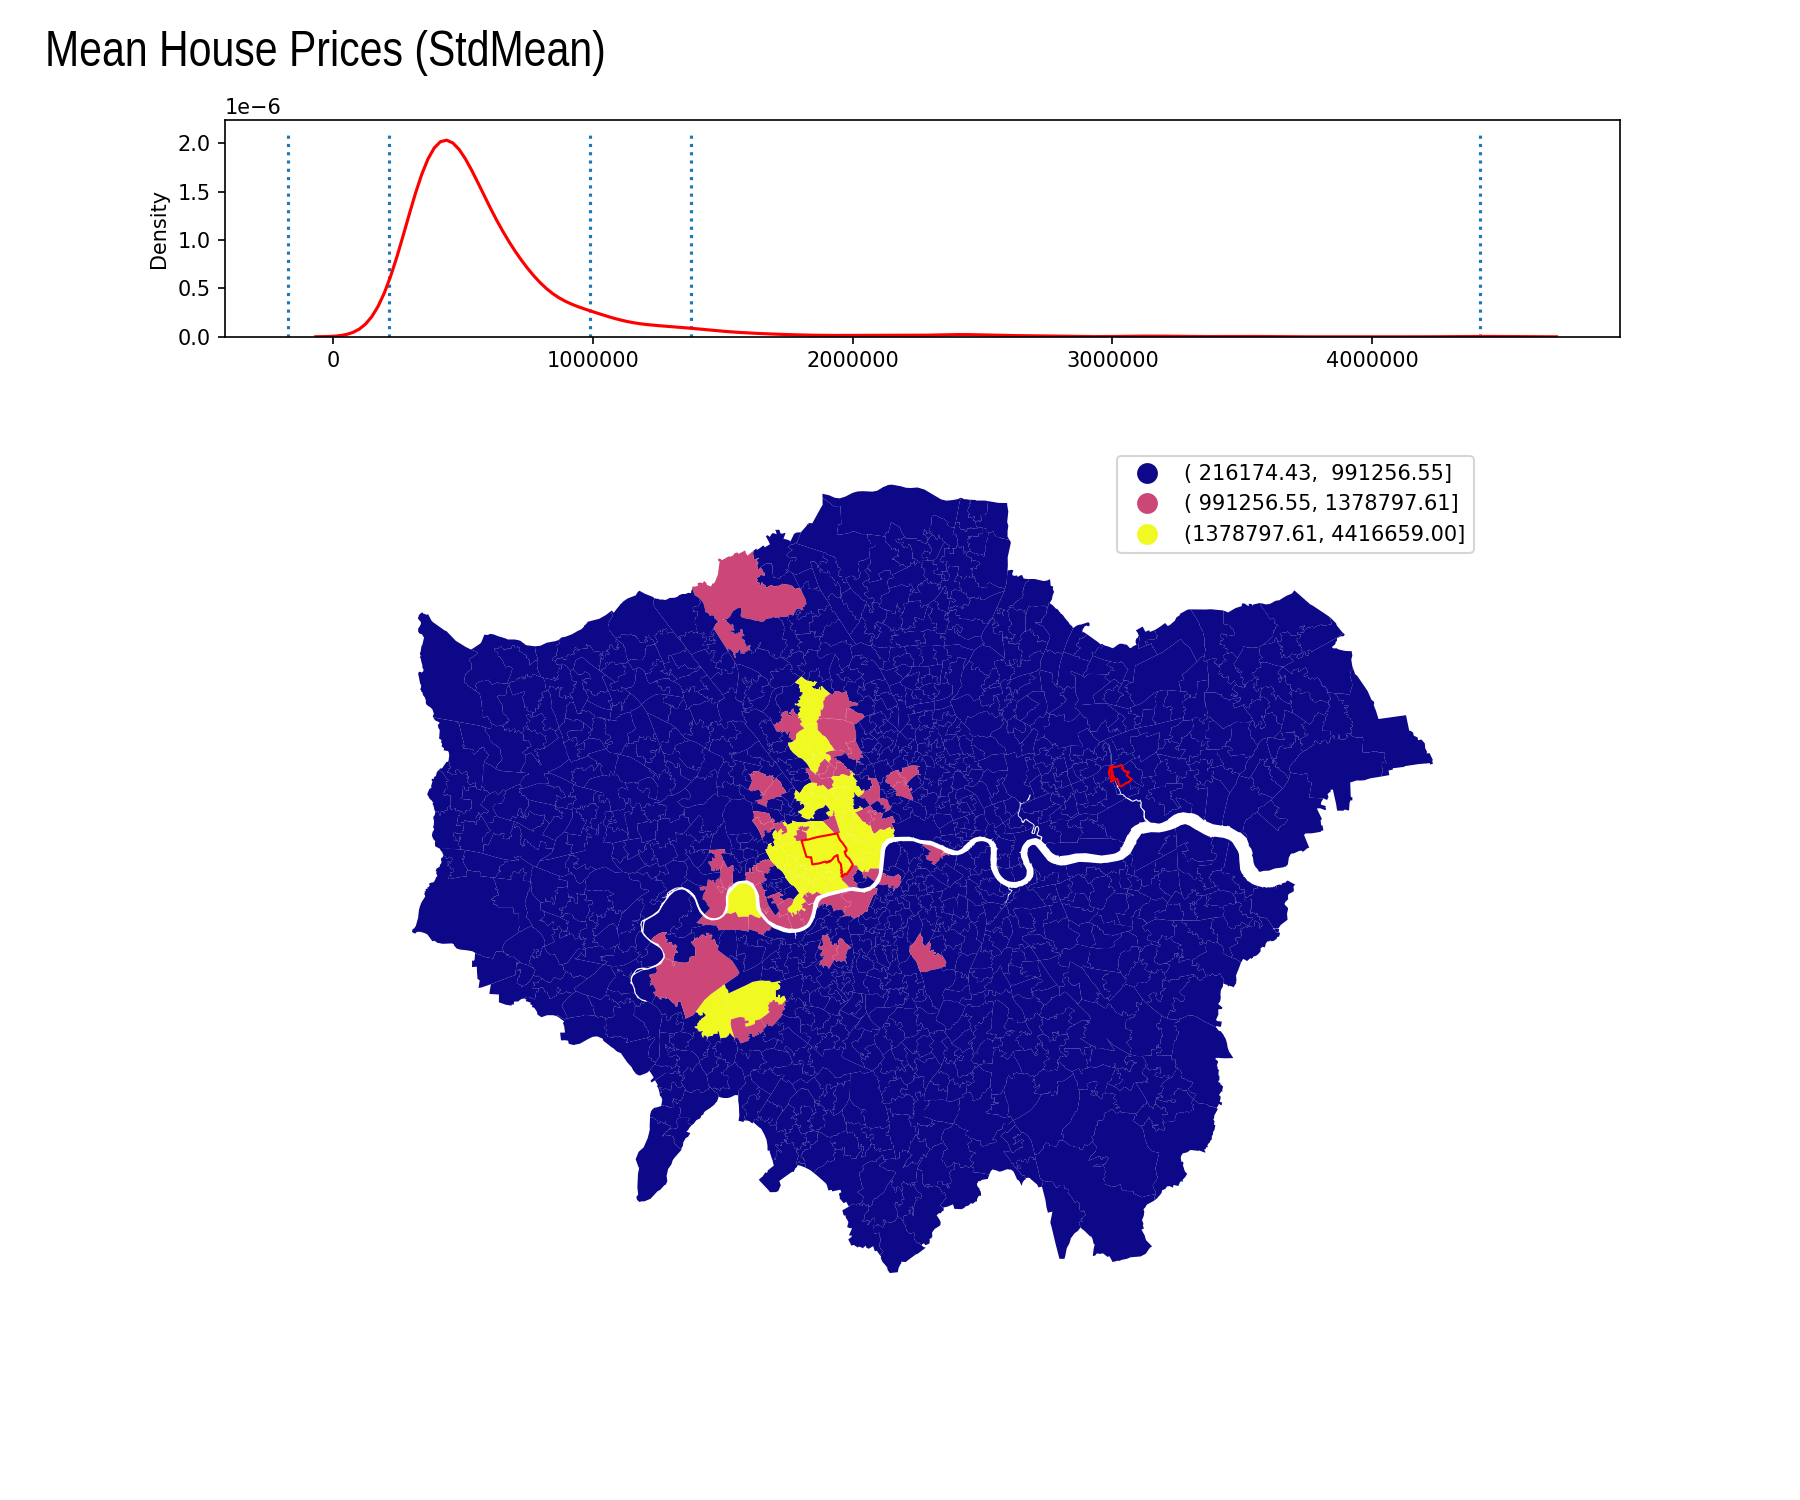 Mean House Prices (StdMean)
1e−6
2.0
1.5
1.0
0.5
0.0
Density
0 1000000 2000000 3000000 4000000
( 216174.43,  991256.55]
( 991256.55, 1378797.61]
(1378797.61, 4416659.00]